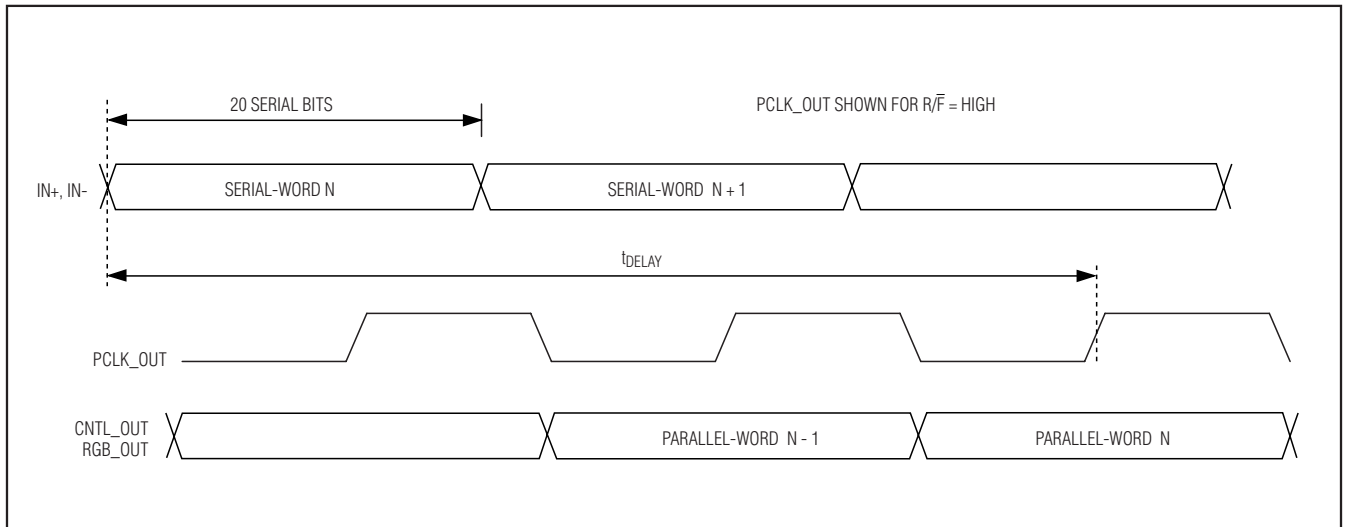 20 SERIAL BITS
PCLK_OUT SHOWN FOR R/F̅ = HIGH
IN+, IN-
SERIAL-WORD N
SERIAL-WORD N + 1
tDELAY
PCLK_OUT
CNTL_OUT
RGB_OUT
PARALLEL-WORD N - 1
PARALLEL-WORD N